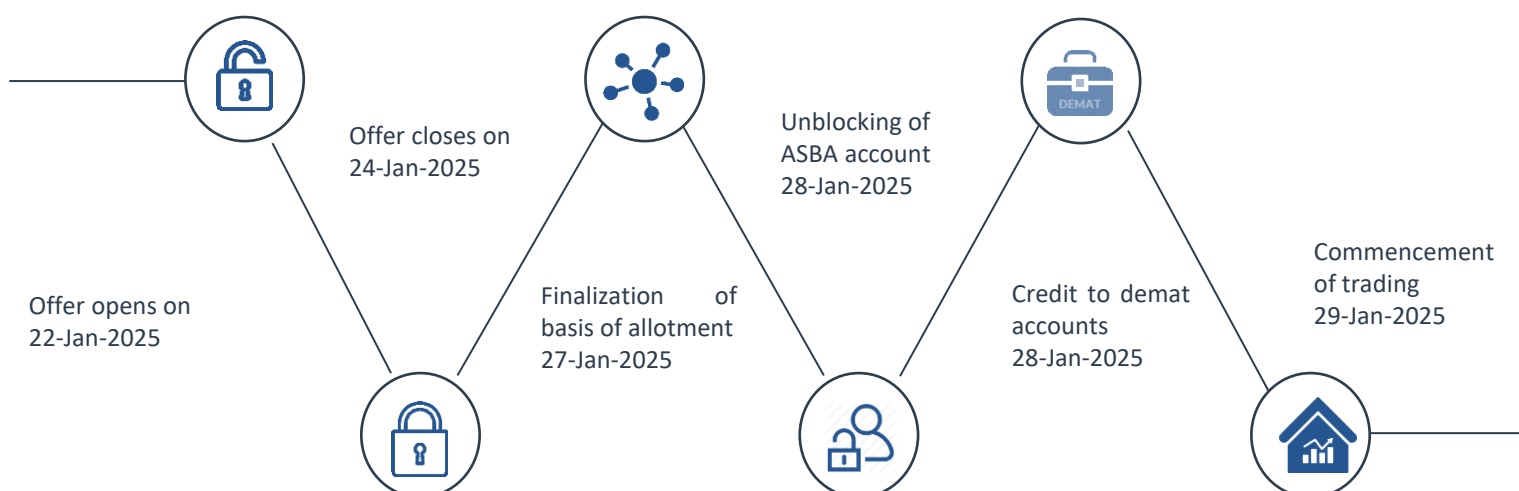 Offer opens on
22-Jan-2025
Offer closes on
24-Jan-2025
Finalization of
basis of allotment
27-Jan-2025
Unblocking of
ASBA account
28-Jan-2025
DEMAT
Credit to demat
accounts
28-Jan-2025
Commencement
of trading
29-Jan-2025